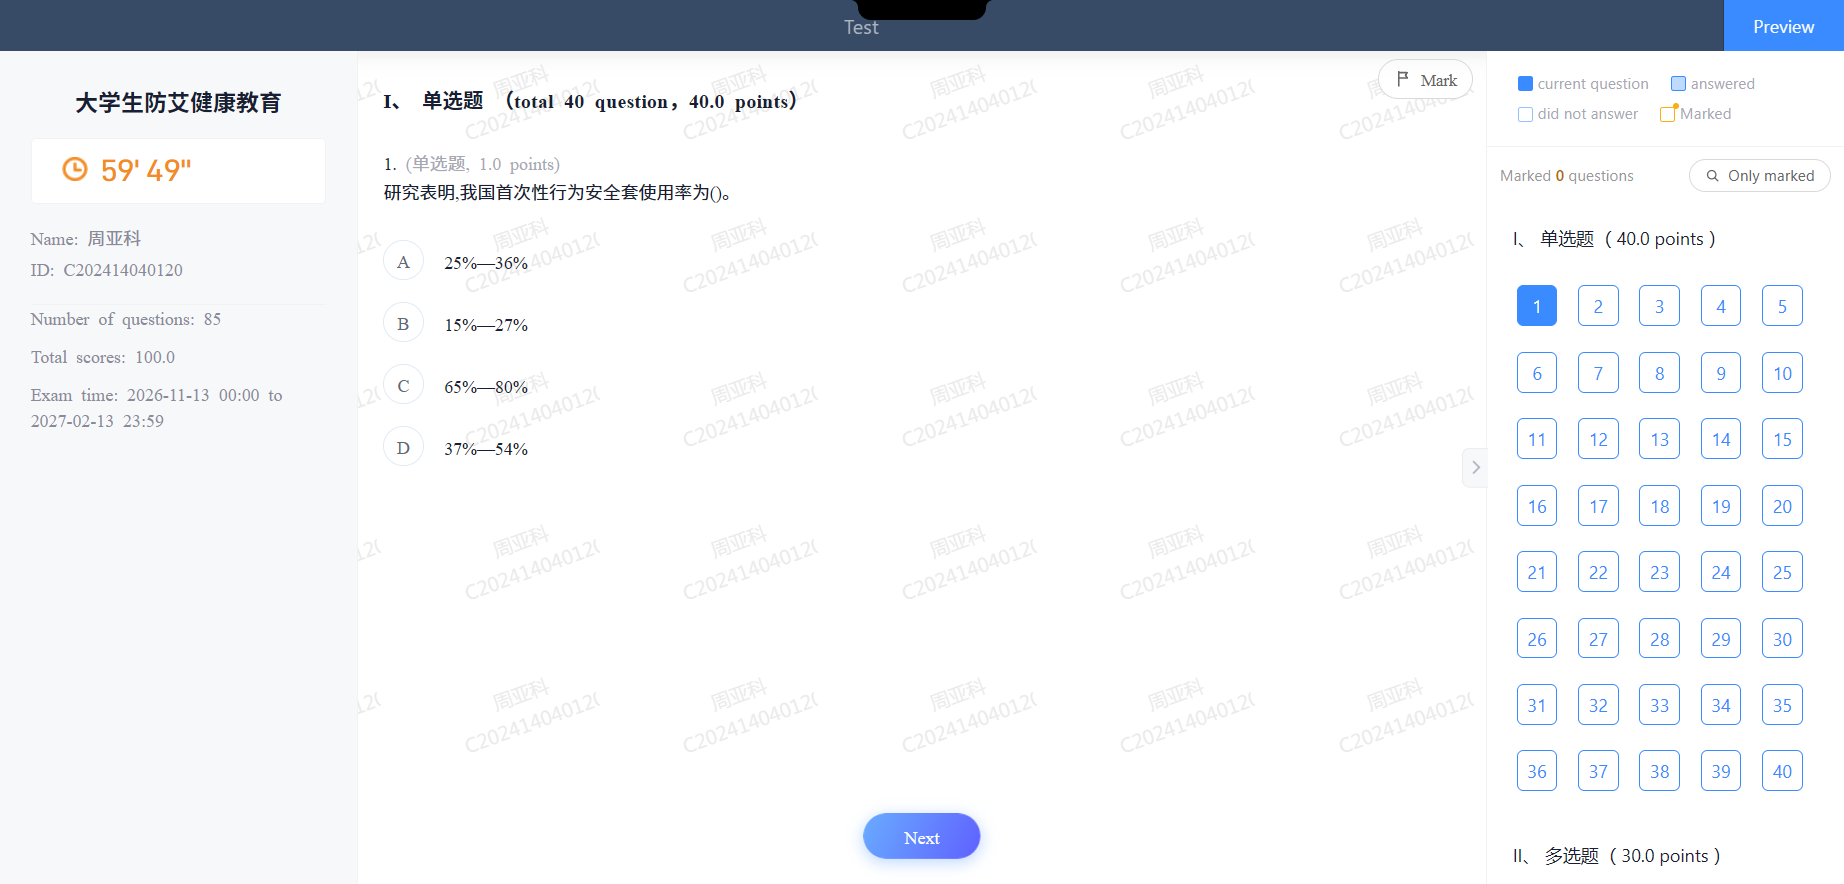 Test
Preview
大学生防艾健康教育
59' 49"
Name: 周亚科
ID: C202414040120
Number of questions: 85
Total scores: 100.0
Exam time: 2026-11-13 00:00 to
2027-02-13 23:59
I、 单选题 （total 40 question，40.0 points）
Mark
1. (单选题, 1.0 points)
研究表明,我国首次性行为安全套使用率为()。
A 25%—36%
B 15%—27%
C 65%—80%
D 37%—54%
Next
current question answered
did not answer Marked
Marked 0 questions Only marked
I、 单选题（ 40.0 points ）
1 2 3 4 5
6 7 8 9 10
11 12 13 14 15
16 17 18 19 20
21 22 23 24 25
26 27 28 29 30
31 32 33 34 35
36 37 38 39 40
II、 多选题（ 30.0 points ）
周亚科
C20241404012